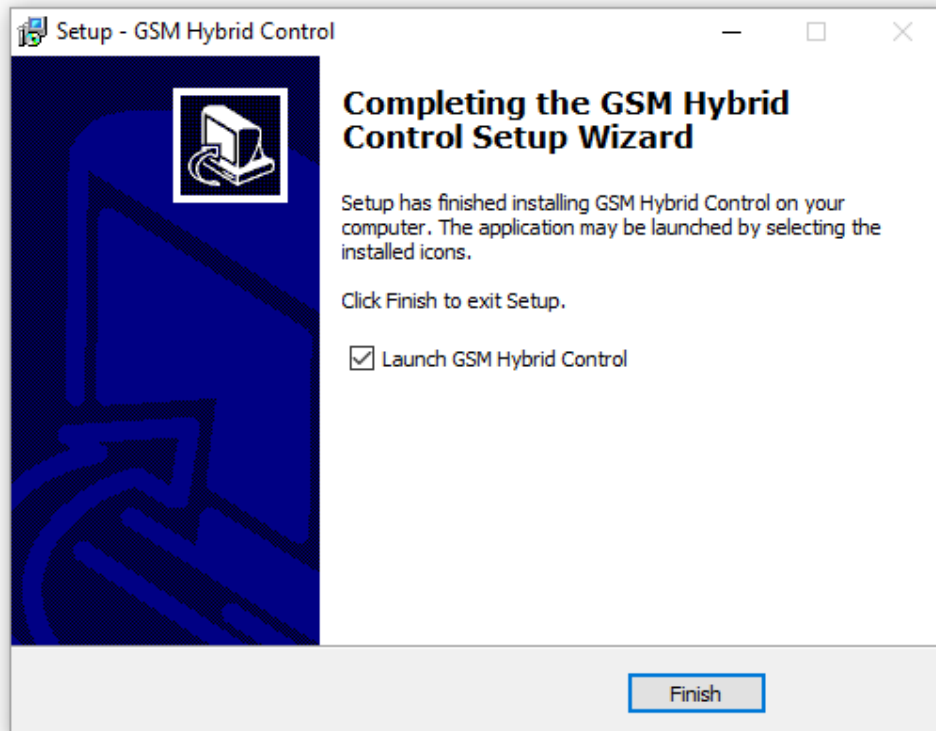 Setup - GSM Hybrid Control
Completing the GSM Hybrid
Control Setup Wizard
Setup has finished installing GSM Hybrid Control on your
computer. The application may be launched by selecting the
installed icons.
Click Finish to exit Setup.
Launch GSM Hybrid Control
Finish